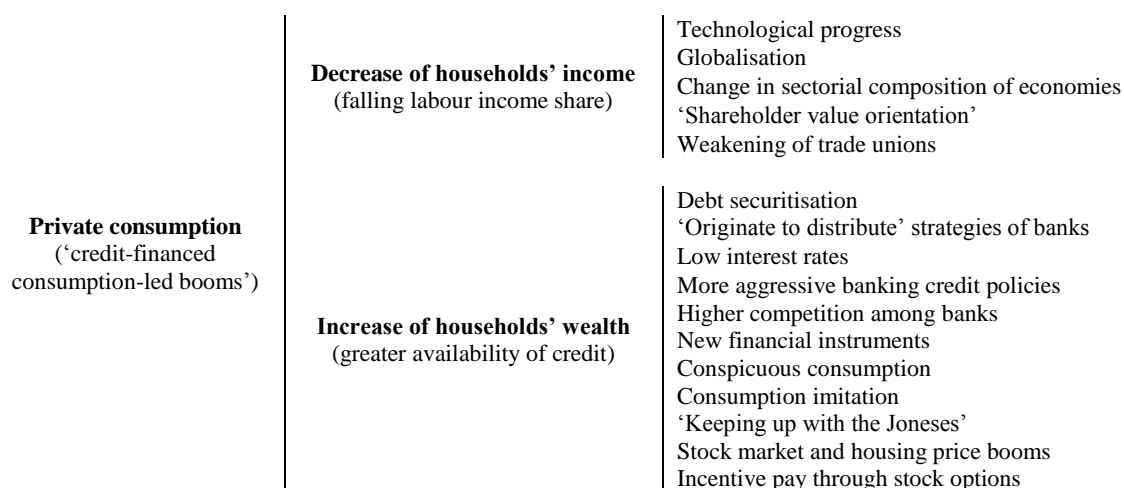 Private consumption
(‘credit-financed
consumption-led booms’)
Decrease of households’ income
(falling labour income share)
Technological progress
Globalisation
Change in sectorial composition of economies
‘Shareholder value orientation’
Weakening of trade unions
Increase of households’ wealth
(greater availability of credit)
Debt securitisation
‘Originate to distribute’ strategies of banks
Low interest rates
More aggressive banking credit policies
Higher competition among banks
New financial instruments
Conspicuous consumption
Consumption imitation
‘Keeping up with the Joneses’
Stock market and housing price booms
Incentive pay through stock options